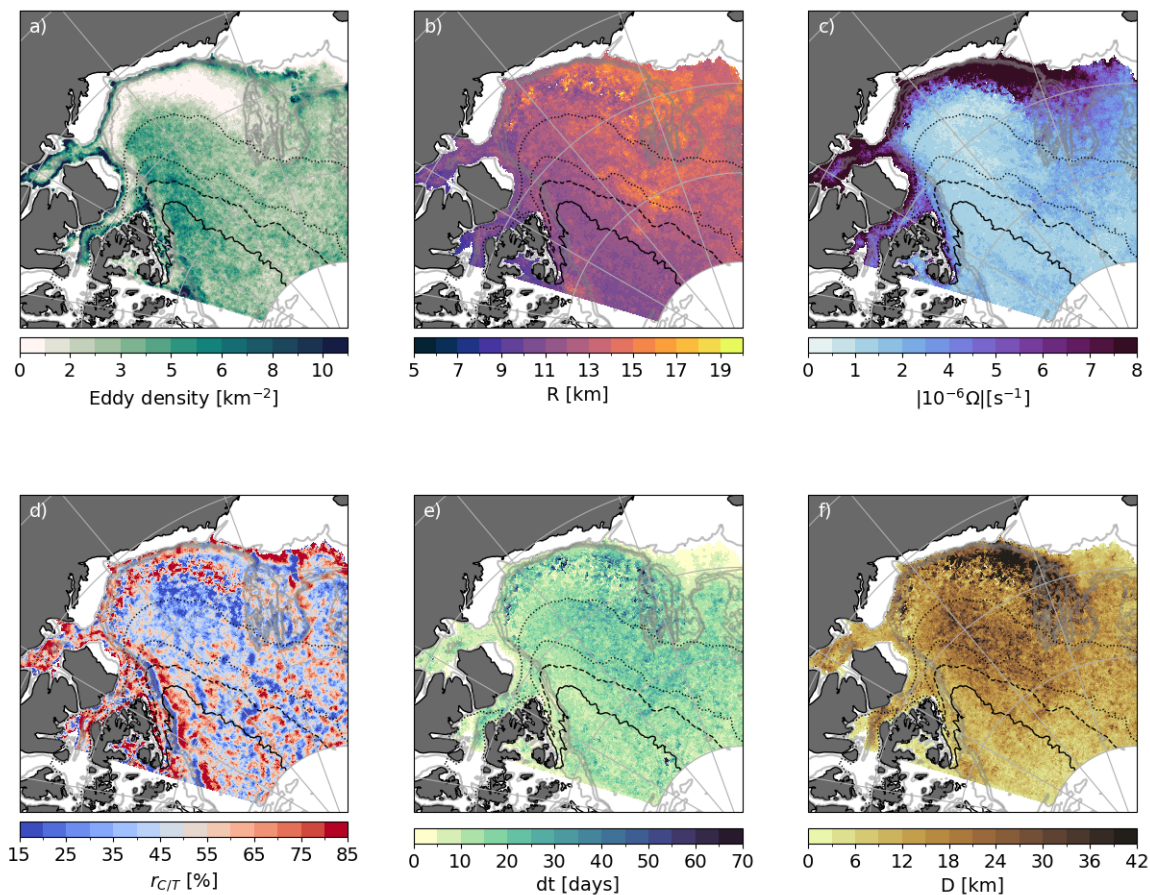 a)
b)
c)
0 2 3 5 6 8 10
Eddy density [km⁻²]
5 7 9 11 13 15 17 19
R [km]
0 1 2 4 5 6 7 8
|10⁻⁶Ω|[s⁻¹]
d)
e)
f)
15 25 35 45 55 65 75 85
r_{C/T} [%]
0 10 20 30 40 50 60 70
dt [days]
0 6 12 18 24 30 36 42
D [km]